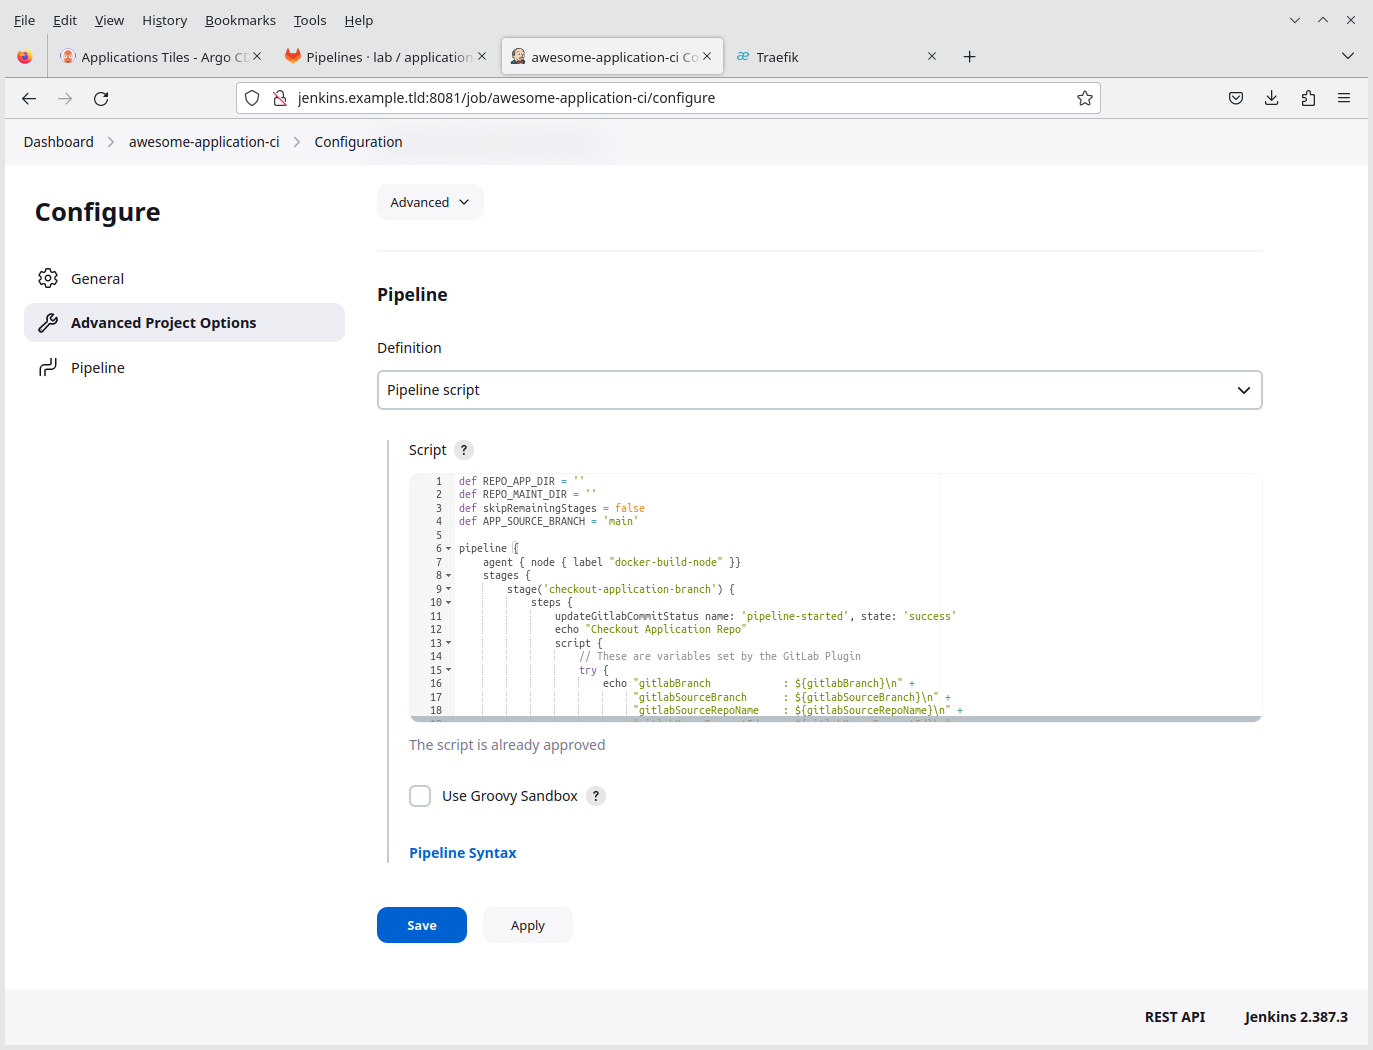 File Edit View History Bookmarks Tools Help
Applications Tiles - Argo CD
Pipelines · lab / application
awesome-application-ci Co
Traefik
jenkins.example.tld:8081/job/awesome-application-ci/configure
Dashboard > awesome-application-ci > Configuration
Configure
General
Advanced Project Options
Pipeline
Advanced
Pipeline
Definition
Pipeline script
Script ?
1 def REPO_APP_DIR = ''
2 def REPO_MAINT_DIR = ''
3 def skipRemainingStages = false
4 def APP_SOURCE_BRANCH = 'main'
5
6 pipeline {
7 agent { node { label "docker-build-node" }}
8 stages {
9 stage('checkout-application-branch') {
10 steps {
11 updateGitlabCommitStatus name: 'pipeline-started', state: 'success'
12 echo "Checkout Application Repo"
13 script {
14 // These are variables set by the GitLab Plugin
15 try {
16 echo "gitlabBranch : ${gitlabBranch}\n" +
17 "gitlabSourceBranch : ${gitlabSourceBranch}\n" +
18 "gitlabSourceRepoName : ${gitlabSourceRepoName}\n" +
The script is already approved
Use Groovy Sandbox ?
Pipeline Syntax
Save
Apply
REST API
Jenkins 2.387.3